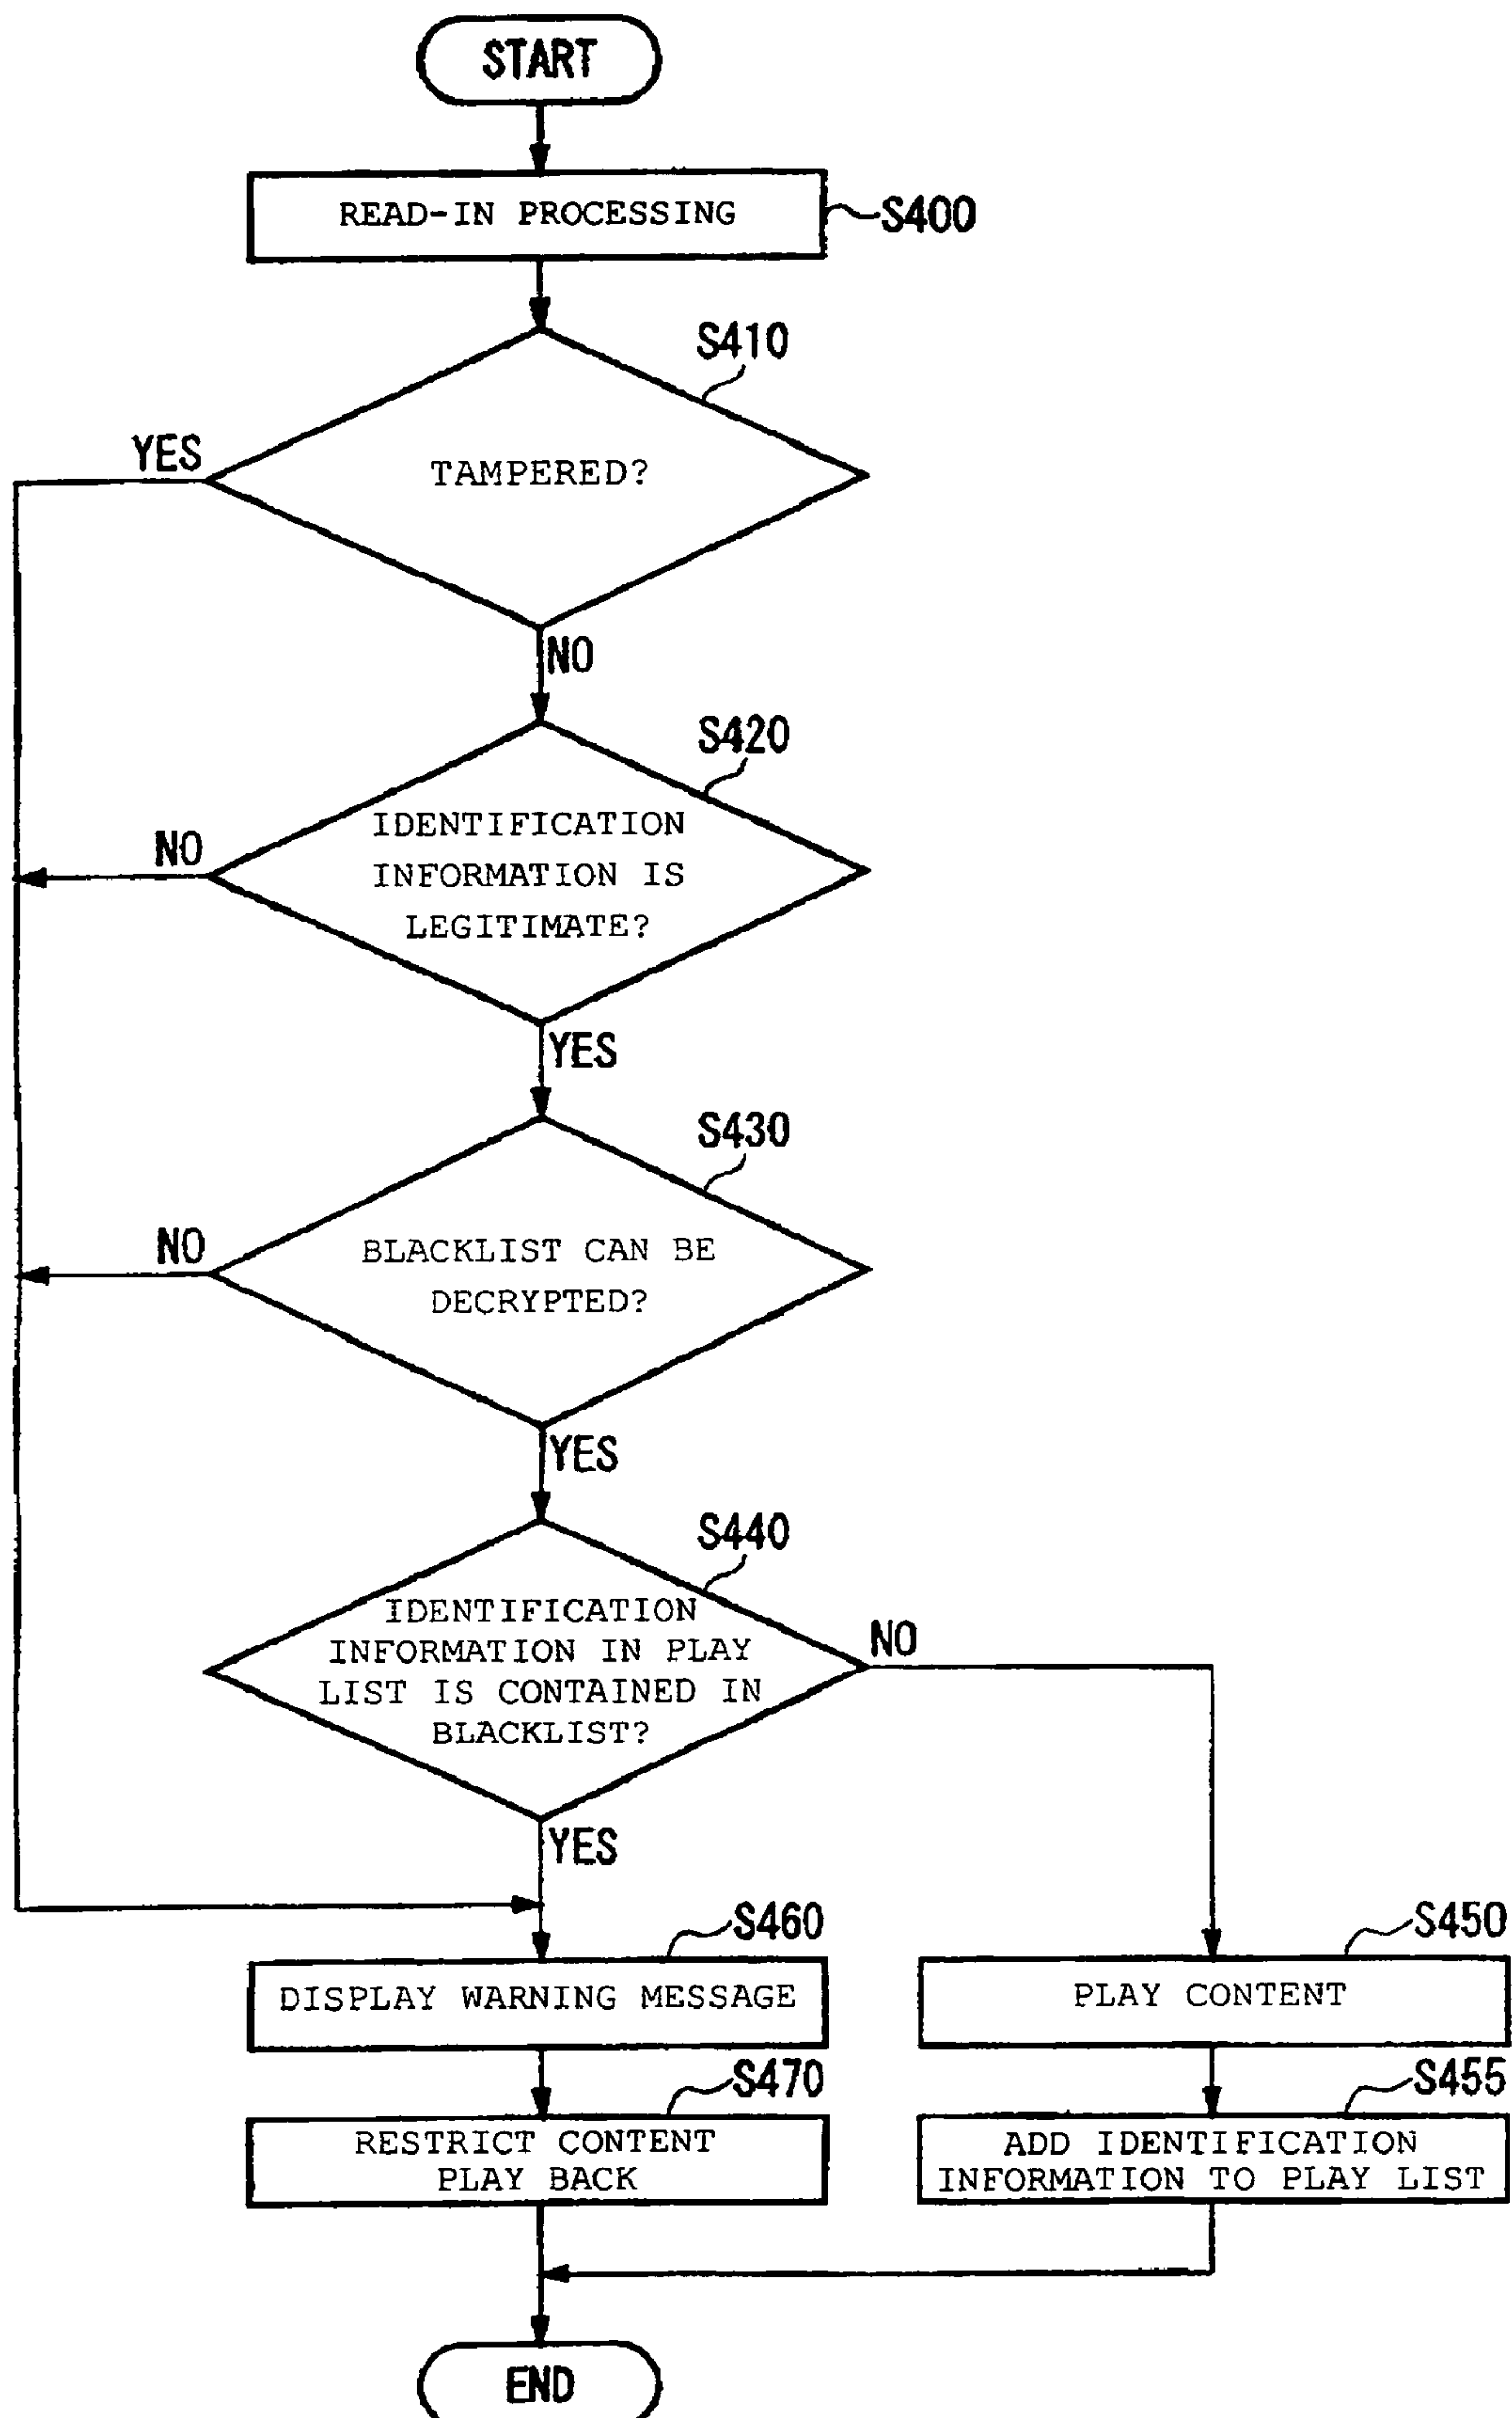 START
READ-IN PROCESSING
S400
S410
YES
TAMPERED?
NO
S420
NO
IDENTIFICATION
INFORMATION IS
LEGITIMATE?
YES
S430
NO
BLACKLIST CAN BE
DECRYPTED?
YES
S440
IDENTIFICATION
INFORMATION IN PLAY
LIST IS CONTAINED IN
BLACKLIST?
NO
YES
S460
DISPLAY WARNING MESSAGE
S450
PLAY CONTENT
S470
RESTRICT CONTENT
PLAY BACK
S455
ADD IDENTIFICATION
INFORMATION TO PLAY LIST
END